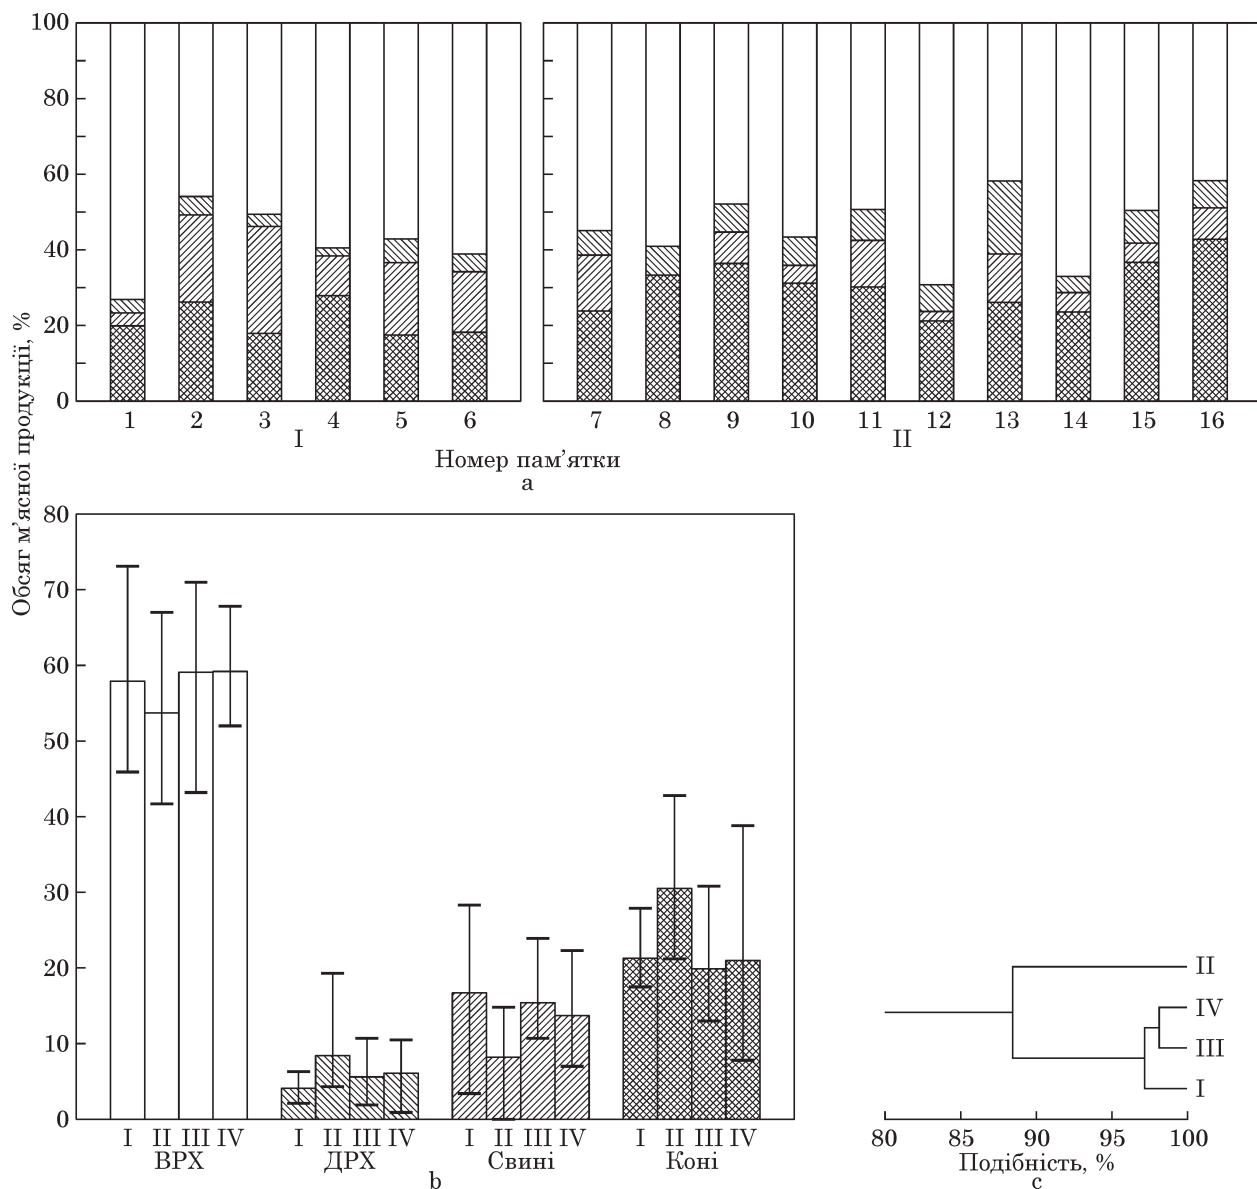 Обсяг м’ясної продукції, %
100
80
60
40
20
0
1 2 3 4 5 6 7 8 9 10 11 12 13 14 15 16
I II
Номер пам’ятки
a
80
70
60
50
40
30
20
10
0
I II III IV I II III IV I II III IV I II III IV
ВРХ ДРХ Свині Коні
b
II
IV
III
I
80 85 90 95 100
Подібність, %
c